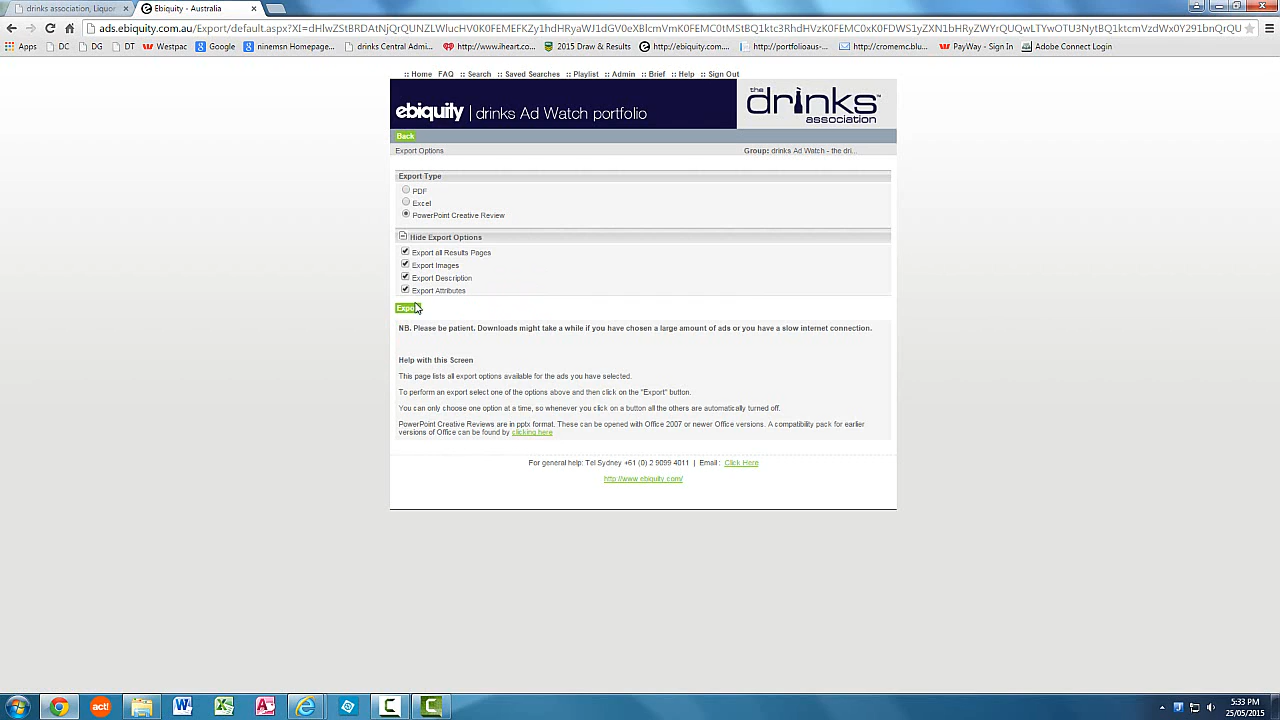 drinks association, Liquor
Ebiquity - Australia
Apps
DC
DG
DT
Westpac
Google
ninemsn Homepage...
drinks Central Admi...
http://www.iheart.c...
2015 Draw & Results
http://ebiquity.com...
http://portfolioaus-...
http://cromemc.blu...
PayWay - Sign In
Adobe Connect Login
:: Home FAQ :: Search :: Saved Searches :: Playlist :: Admin :: Brief :: Help :: Sign Out
ebiquity | drinks Ad Watch portfolio
the drinks association™
Back
Export Options
Group: drinks Ad Watch - the dri...
Export Type
PDF
Excel
PowerPoint Creative Review
Hide Export Options
Export all Results Pages
Export Images
Export Description
Export Attributes
Export
NB. Please be patient. Downloads might take a while if you have chosen a large amount of ads or you have a slow internet connection.
Help with this Screen
This page lists all export options available for the ads you have selected.
To perform an export select one of the options above and then click on the "Export" button.
You can only choose one option at a time, so whenever you click on a button all the others are automatically turned off.
PowerPoint Creative Reviews are in pptx format. These can be opened with Office 2007 or newer Office versions. A compatibility pack for earlier
versions of Office can be found by clicking here
For general help: Tel Sydney +61 (0) 2 9099 4011 | Email : Click Here
http://www.ebiquity.com/
act!
5:33 PM
25/05/2015